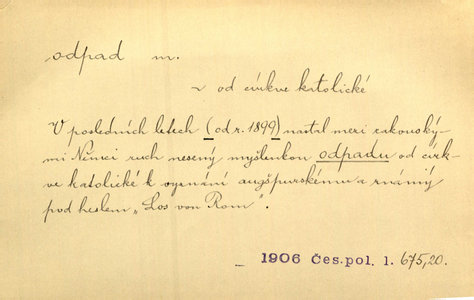 odpad m.
~ od církve katolické
V posledních letech (od r. 1899) nastal mezi rakouský-
mi Němci ruch nesený myšlenkou odpadu od círk-
ve katolické k vyznání augšpurskému a známý
pod heslem „Los von Rom".
— 1906 Čes. pol. 1. 675,20.